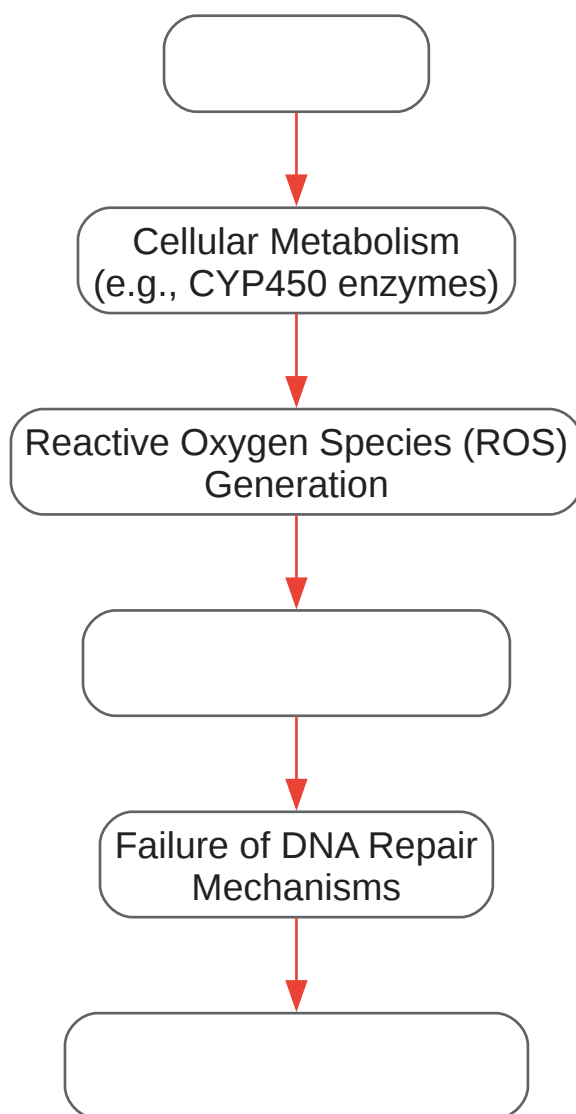 Cellular Metabolism
(e.g., CYP450 enzymes)
Reactive Oxygen Species (ROS)
Generation
Failure of DNA Repair
Mechanisms